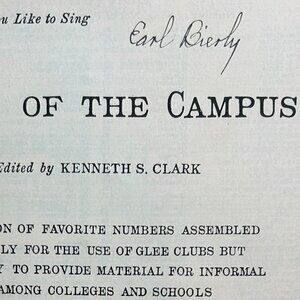 u Like to Sing
Earl Bierly
OF THE CAMPUS
Edited by KENNETH S. CLARK
ON OF FAVORITE NUMBERS ASSEMBLED
LY FOR THE USE OF GLEE CLUBS BUT
Y TO PROVIDE MATERIAL FOR INFORMAL
AMONG COLLEGES AND SCHOOLS